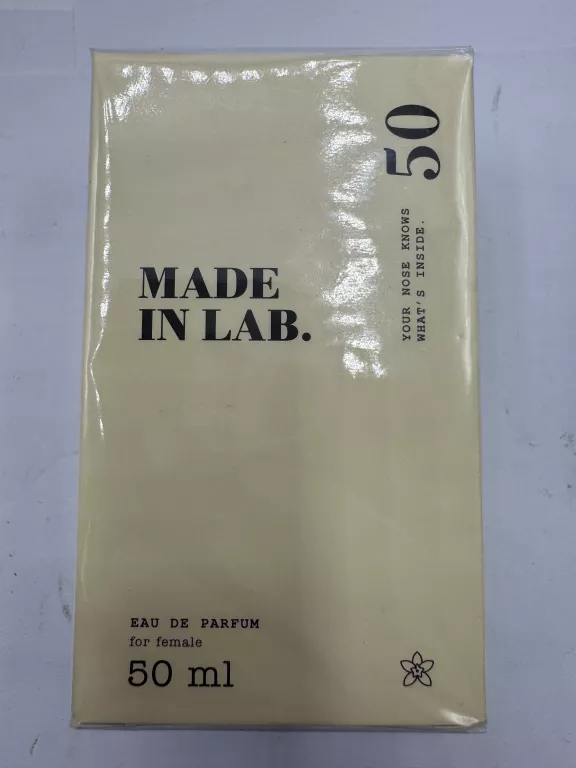 50
YOUR NOSE KNOWS
WHAT'S INSIDE.
MADE
IN LAB.
EAU DE PARFUM
for female
50 ml